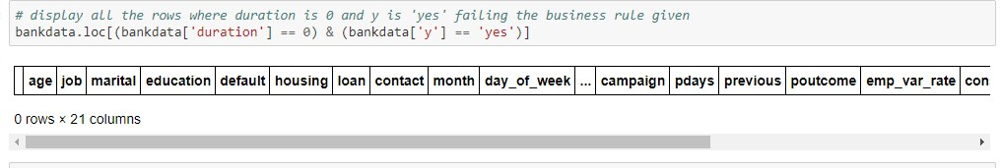 # display all the rows where duration is 0 and y is 'yes' failing the business rule given
bankdata.loc[(bankdata['duration'] == 0) & (bankdata['y'] == 'yes')]
age job marital education default housing loan contact month day_of_week ... campaign pdays previous poutcome emp_var_rate con
0 rows × 21 columns